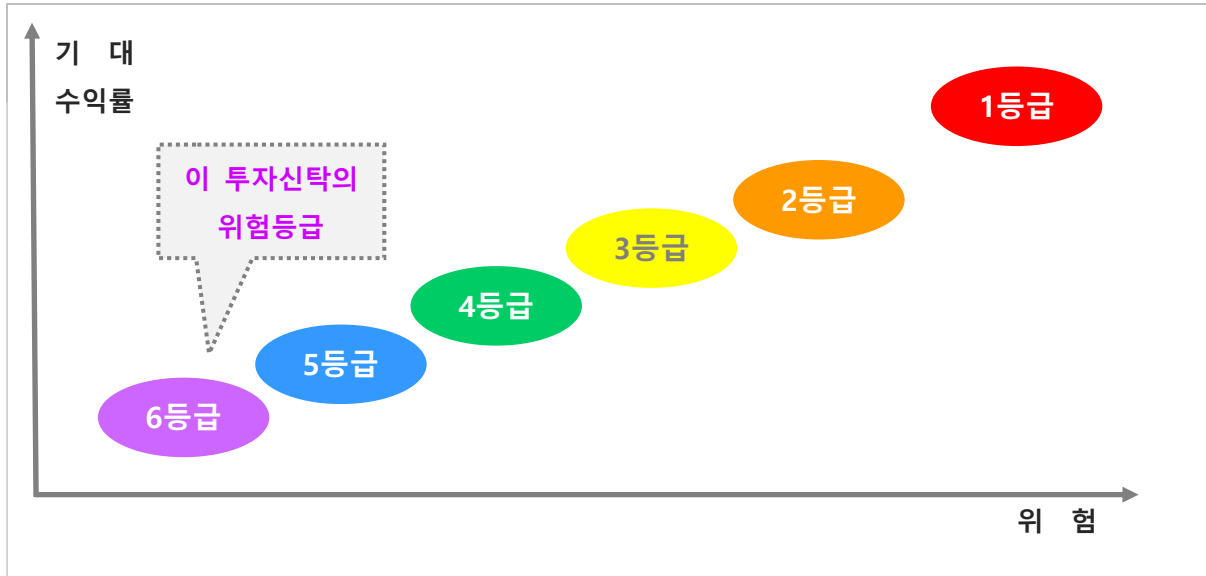 기 대
수익률
1등급
이 투자신탁의
위험등급
2등급
3등급
4등급
5등급
6등급
위 험